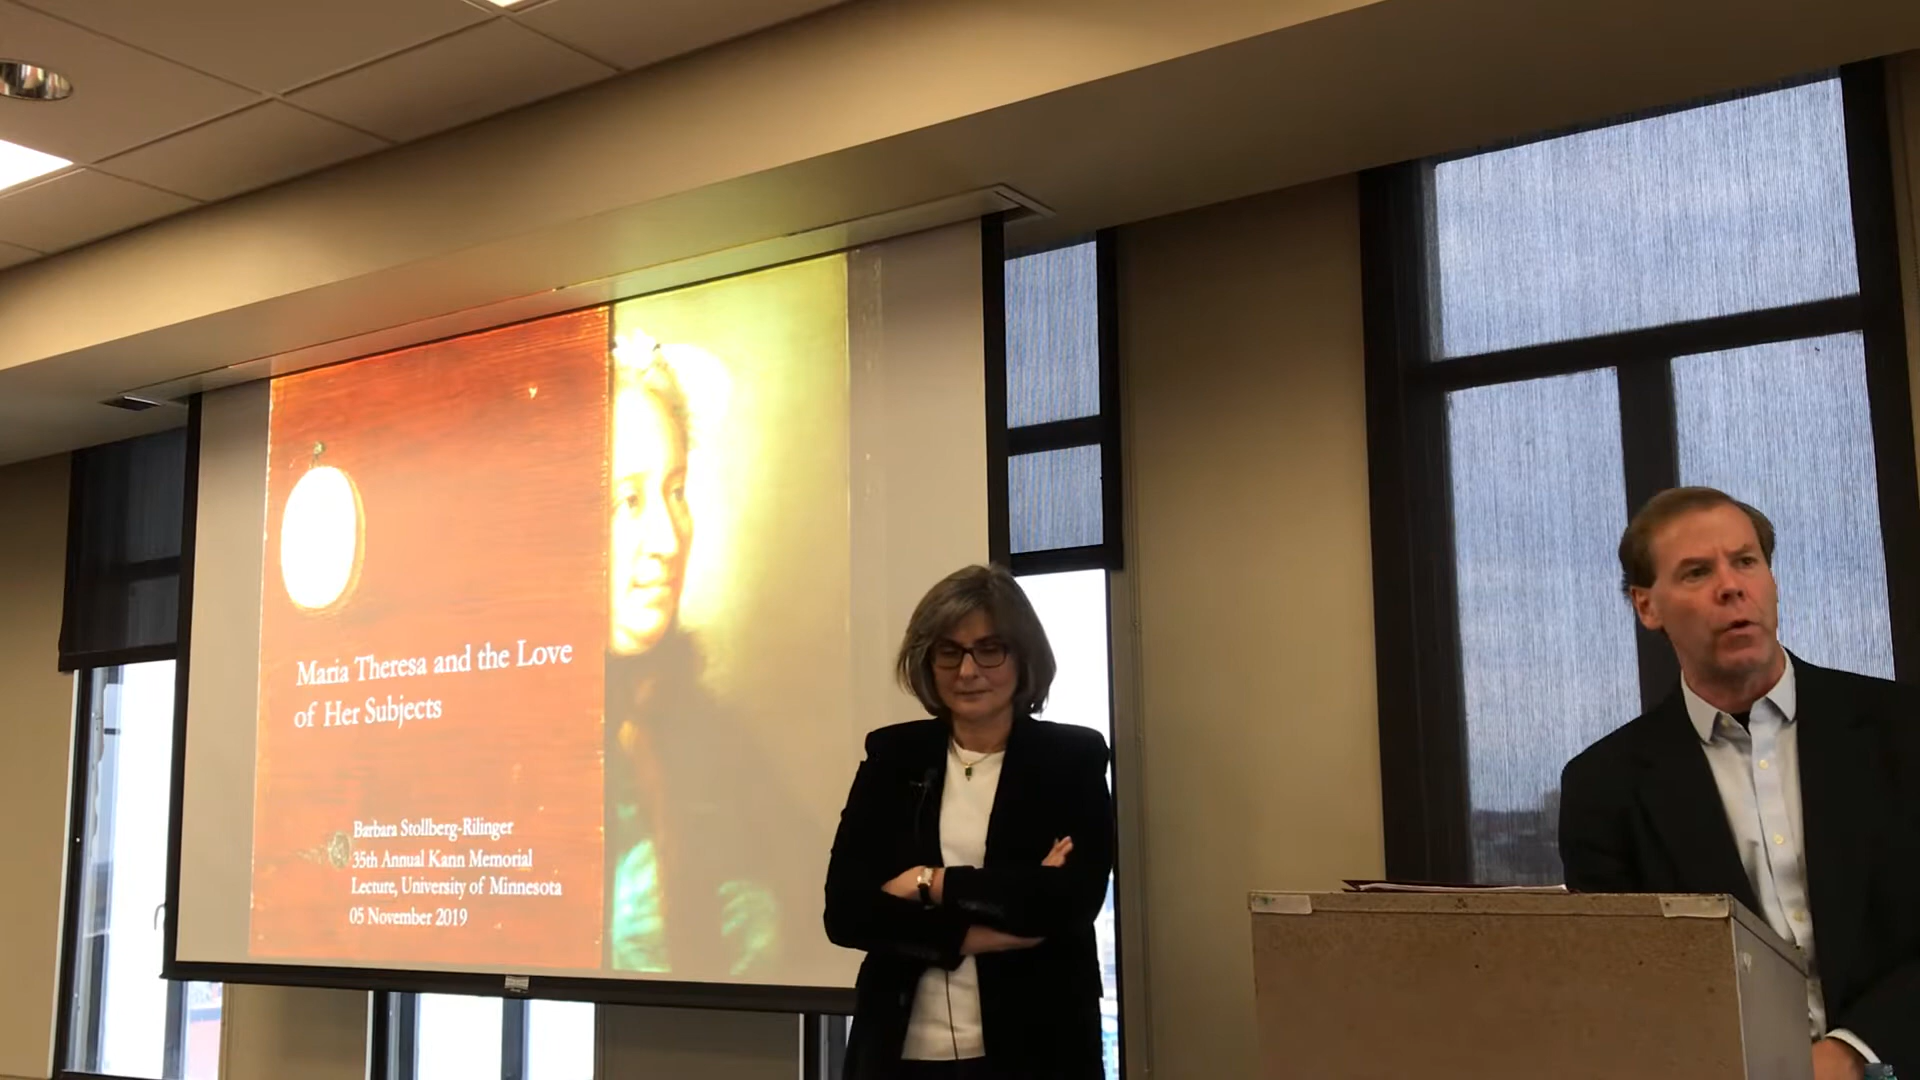 Maria Theresa and the Love
of Her Subjects
Barbara Stollberg-Rilinger
35th Annual Kann Memorial
Lecture, University of Minnesota
05 November 2019